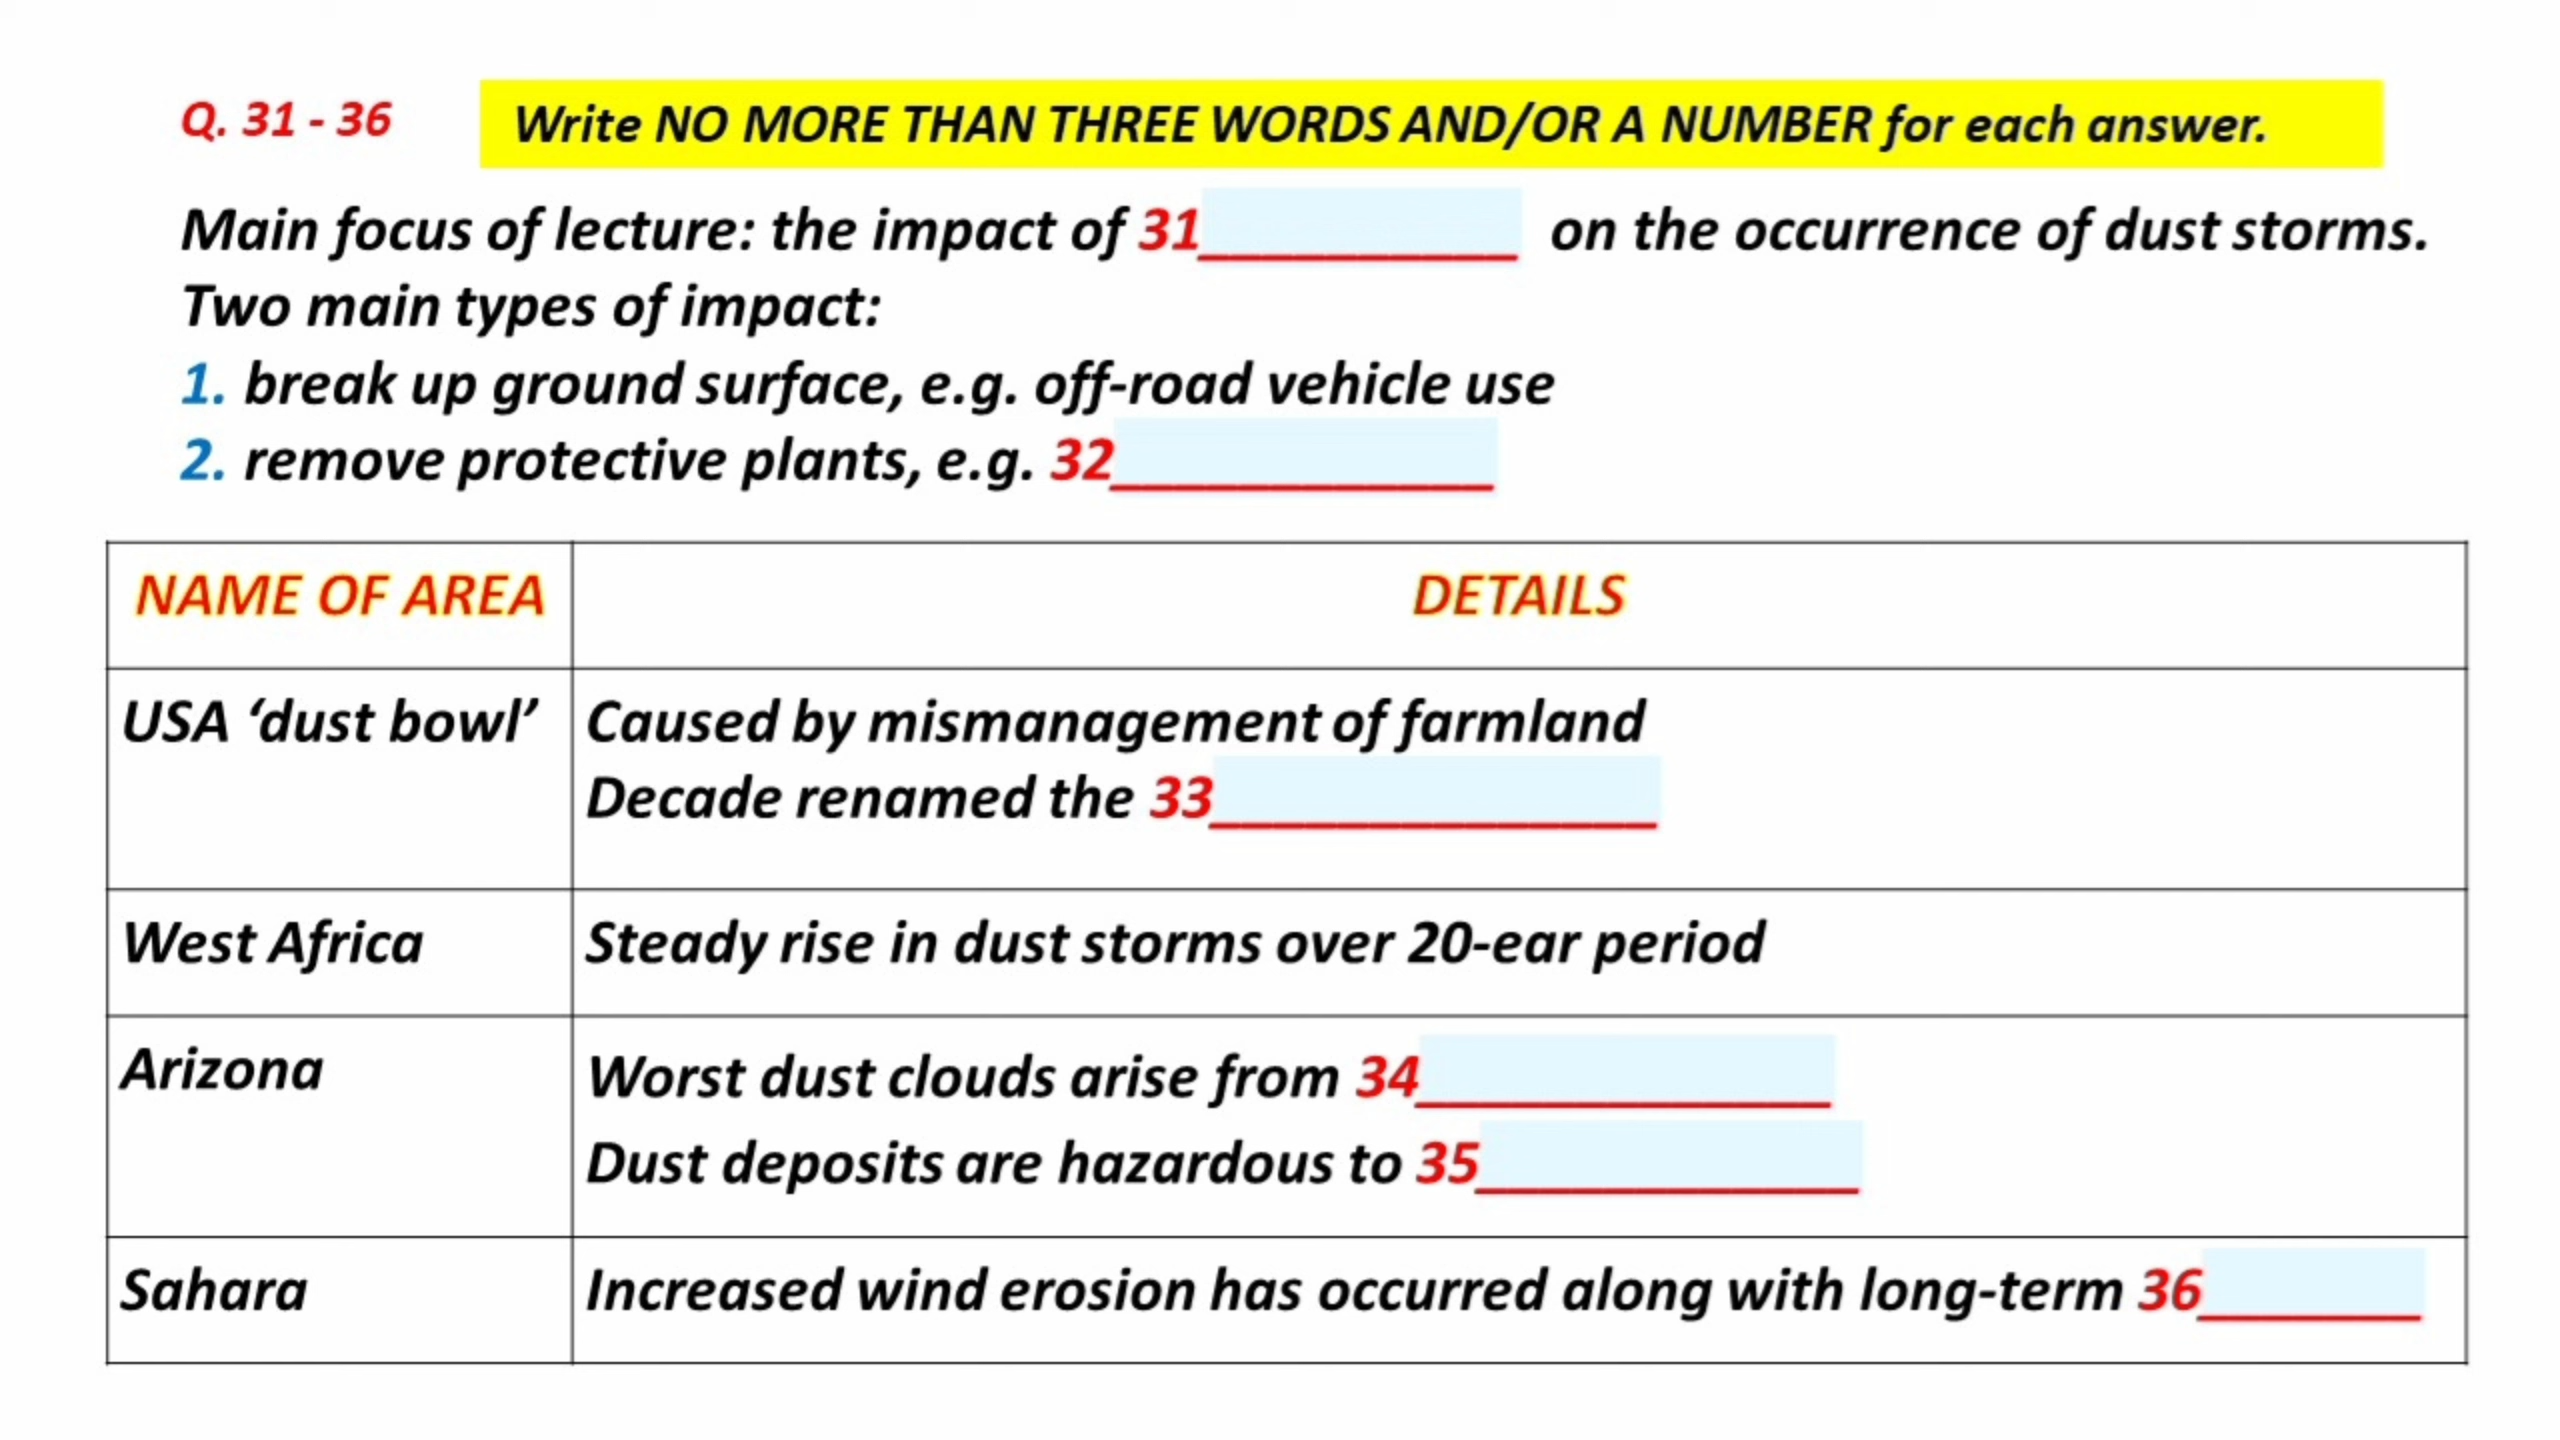 Q. 31 - 36 Write NO MORE THAN THREE WORDS AND/OR A NUMBER for each answer.
Main focus of lecture: the impact of 31__________ on the occurrence of dust storms.
Two main types of impact:
1. break up ground surface, e.g. off-road vehicle use
2. remove protective plants, e.g. 32____________
NAME OF AREA DETAILS
USA ‘dust bowl’ Caused by mismanagement of farmland
Decade renamed the 33______________
West Africa Steady rise in dust storms over 20-ear period
Arizona Worst dust clouds arise from 34_____________
Dust deposits are hazardous to 35____________
Sahara Increased wind erosion has occurred along with long-term 36_______